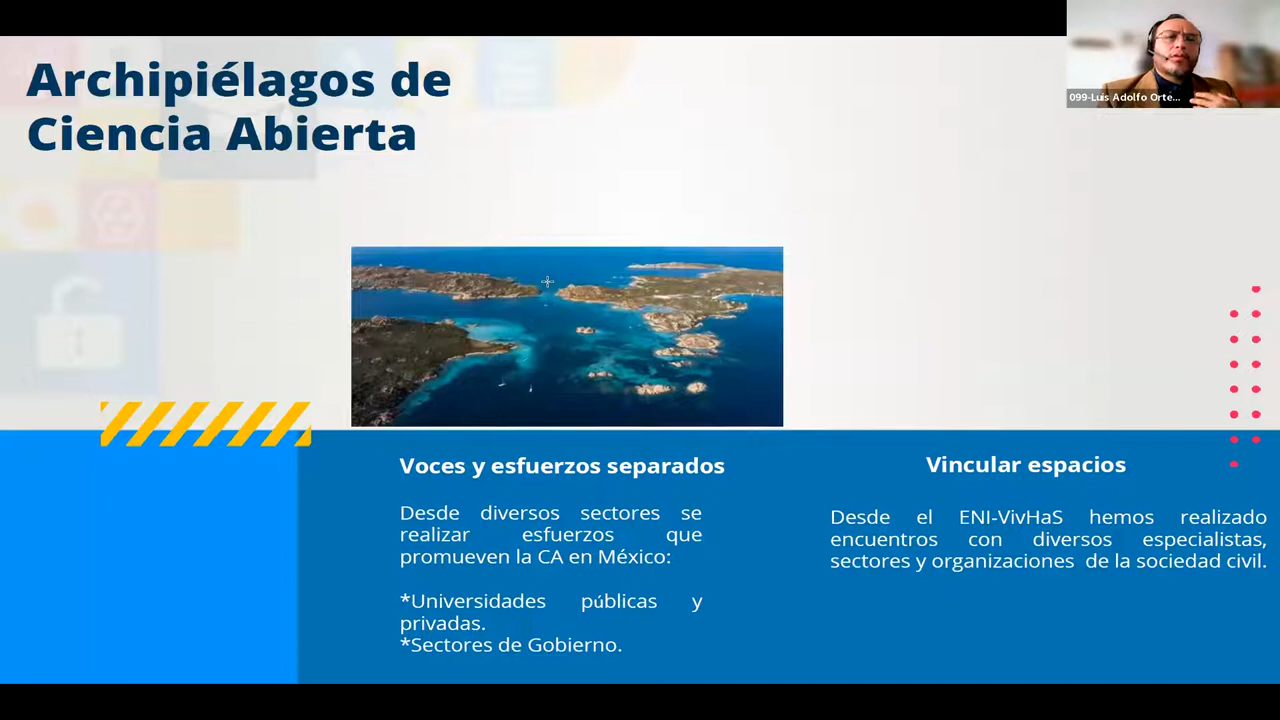 Archipiélagos de
Ciencia Abierta
099-Luis Adolfo Orte...
Voces y esfuerzos separados
Desde diversos sectores se
realizar esfuerzos que
promueven la CA en México:
*Universidades públicas y
privadas.
*Sectores de Gobierno.
Vincular espacios
Desde el ENI-VivHaS hemos realizado
encuentros con diversos especialistas,
sectores y organizaciones de la sociedad civil.